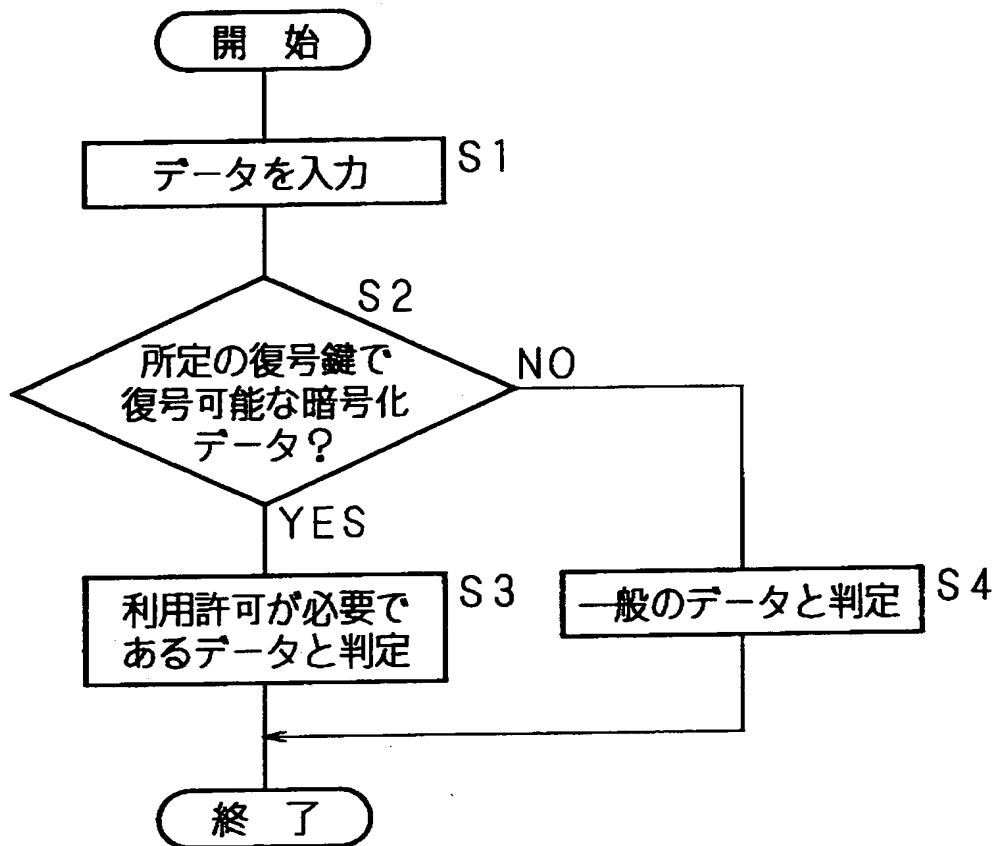 開 始
データを入力
S1
S2
所定の復号鍵で
復号可能な暗号化
データ？
NO
YES
利用許可が必要で
あるデータと判定
S3
一般のデータと判定
S4
終 了